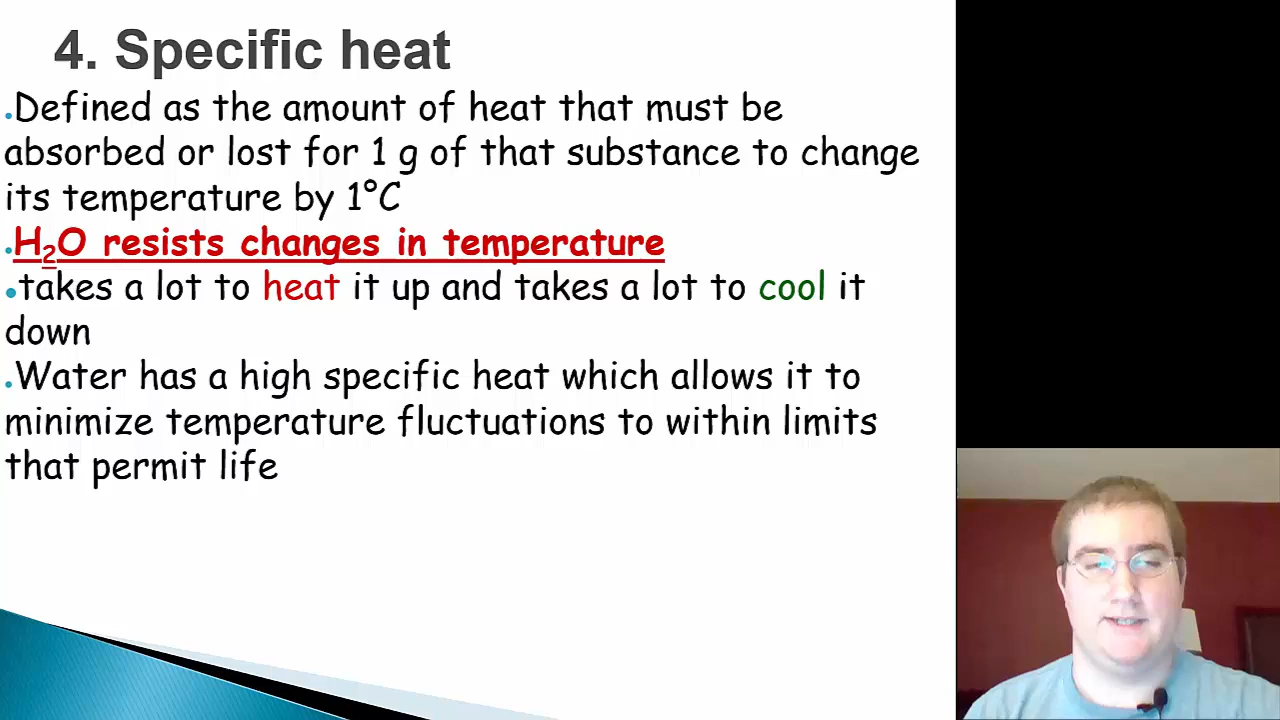 4. Specific heat
•Defined as the amount of heat that must be
absorbed or lost for 1 g of that substance to change
its temperature by 1°C
•H₂O resists changes in temperature
•takes a lot to heat it up and takes a lot to cool it
down
•Water has a high specific heat which allows it to
minimize temperature fluctuations to within limits
that permit life